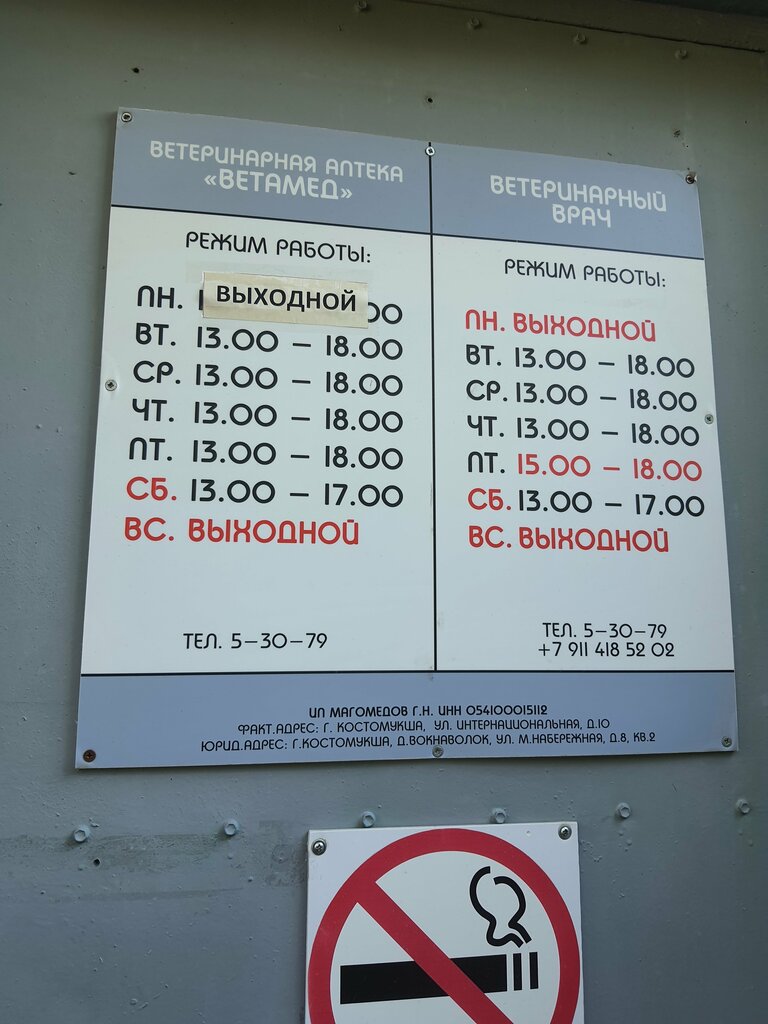 ВЕТЕРИНАРНАЯ АПТЕКА
«ВЕТАМЕД»
РЕЖИМ РАБОТЫ:
ПН. ВЫХОДНОЙ
ВТ. 13.00 – 18.00
СР. 13.00 – 18.00
ЧТ. 13.00 – 18.00
ПТ. 13.00 – 18.00
СБ. 13.00 – 17.00
ВС. ВЫХОДНОЙ
ТЕЛ. 5–30–79
ВЕТЕРИНАРНЫЙ
ВРАЧ
РЕЖИМ РАБОТЫ:
ПН. ВЫХОДНОЙ
ВТ. 13.00 – 18.00
СР. 13.00 – 18.00
ЧТ. 13.00 – 18.00
ПТ. 15.00 – 18.00
СБ. 13.00 – 17.00
ВС. ВЫХОДНОЙ
ТЕЛ. 5–30–79
+7 911 418 52 02
ИП МАГОМЕДОВ Г.Н. ИНН 054100015112
ФАКТ.АДРЕС: Г. КОСТОМУКША, УЛ. ИНТЕРНАЦИОНАЛЬНАЯ, Д.10
ЮРИД.АДРЕС: Г.КОСТОМУКША, Д.ВОКНАВОЛОК, УЛ. М.НАБЕРЕЖНАЯ, Д.8, КВ.2